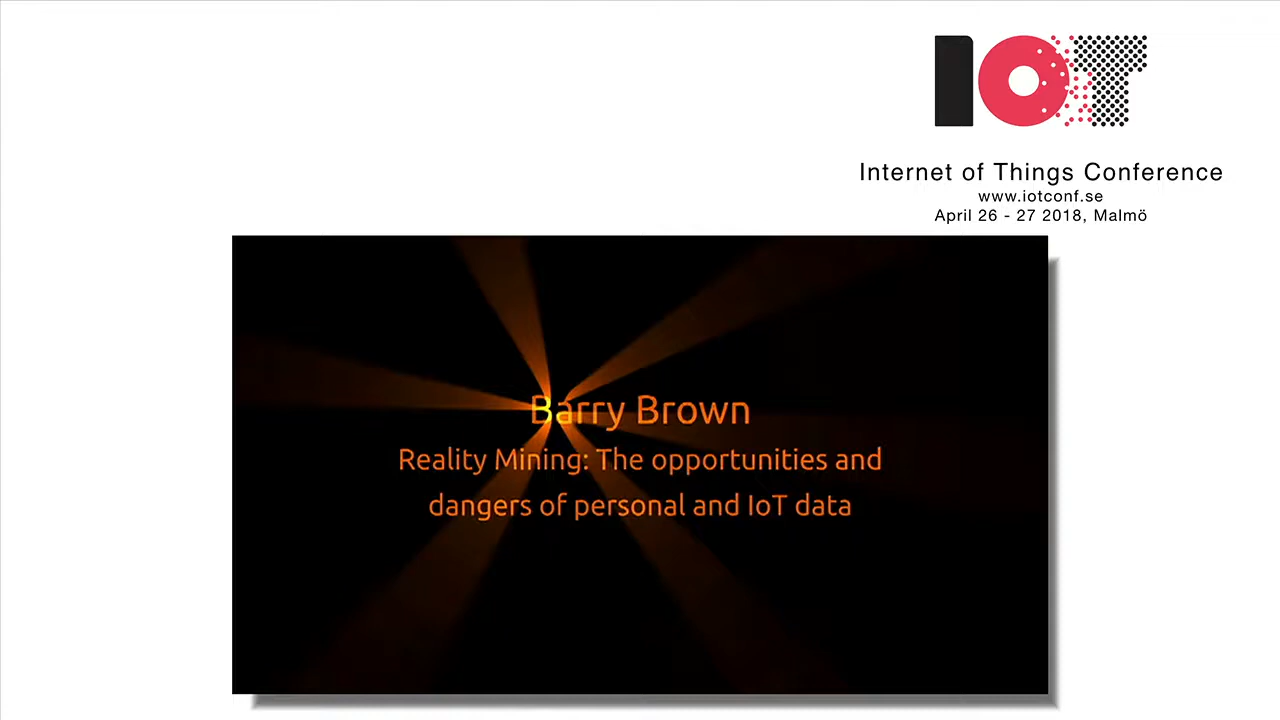 IOT
Internet of Things Conference
www.iotconf.se
April 26 - 27 2018, Malmö
Barry Brown
Reality Mining: The opportunities and
dangers of personal and IoT data